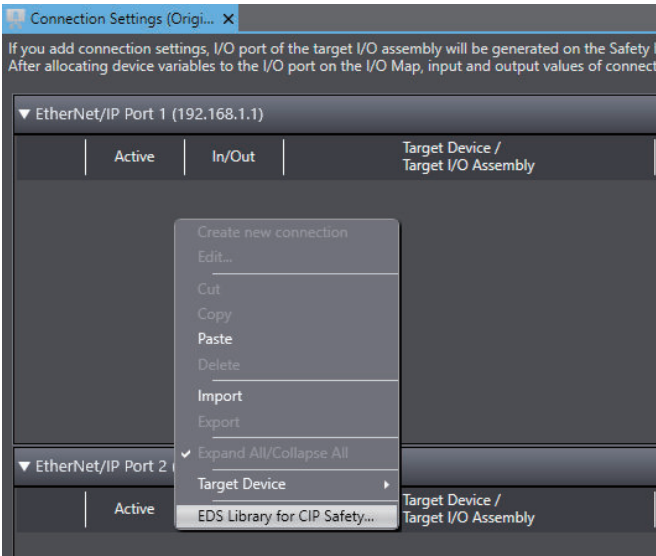 Connection Settings (Origi... X
If you add connection settings, I/O port of the target I/O assembly will be generated on the Safety
After allocating device variables to the I/O port on the I/O Map, input and output values of connect
▼ EtherNet/IP Port 1 (192.168.1.1)
Active In/Out Target Device /
Target I/O Assembly
Create new connection
Edit...
Cut
Copy
Paste
Delete
Import
Export
✓ Expand All/Collapse All
▼ EtherNet/IP Port 2 (
Target Device
Active Target Device /
Target I/O Assembly
EDS Library for CIP Safety...